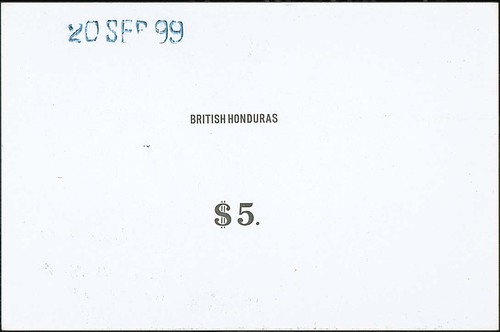 20 SEP 99
BRITISH HONDURAS
$5.